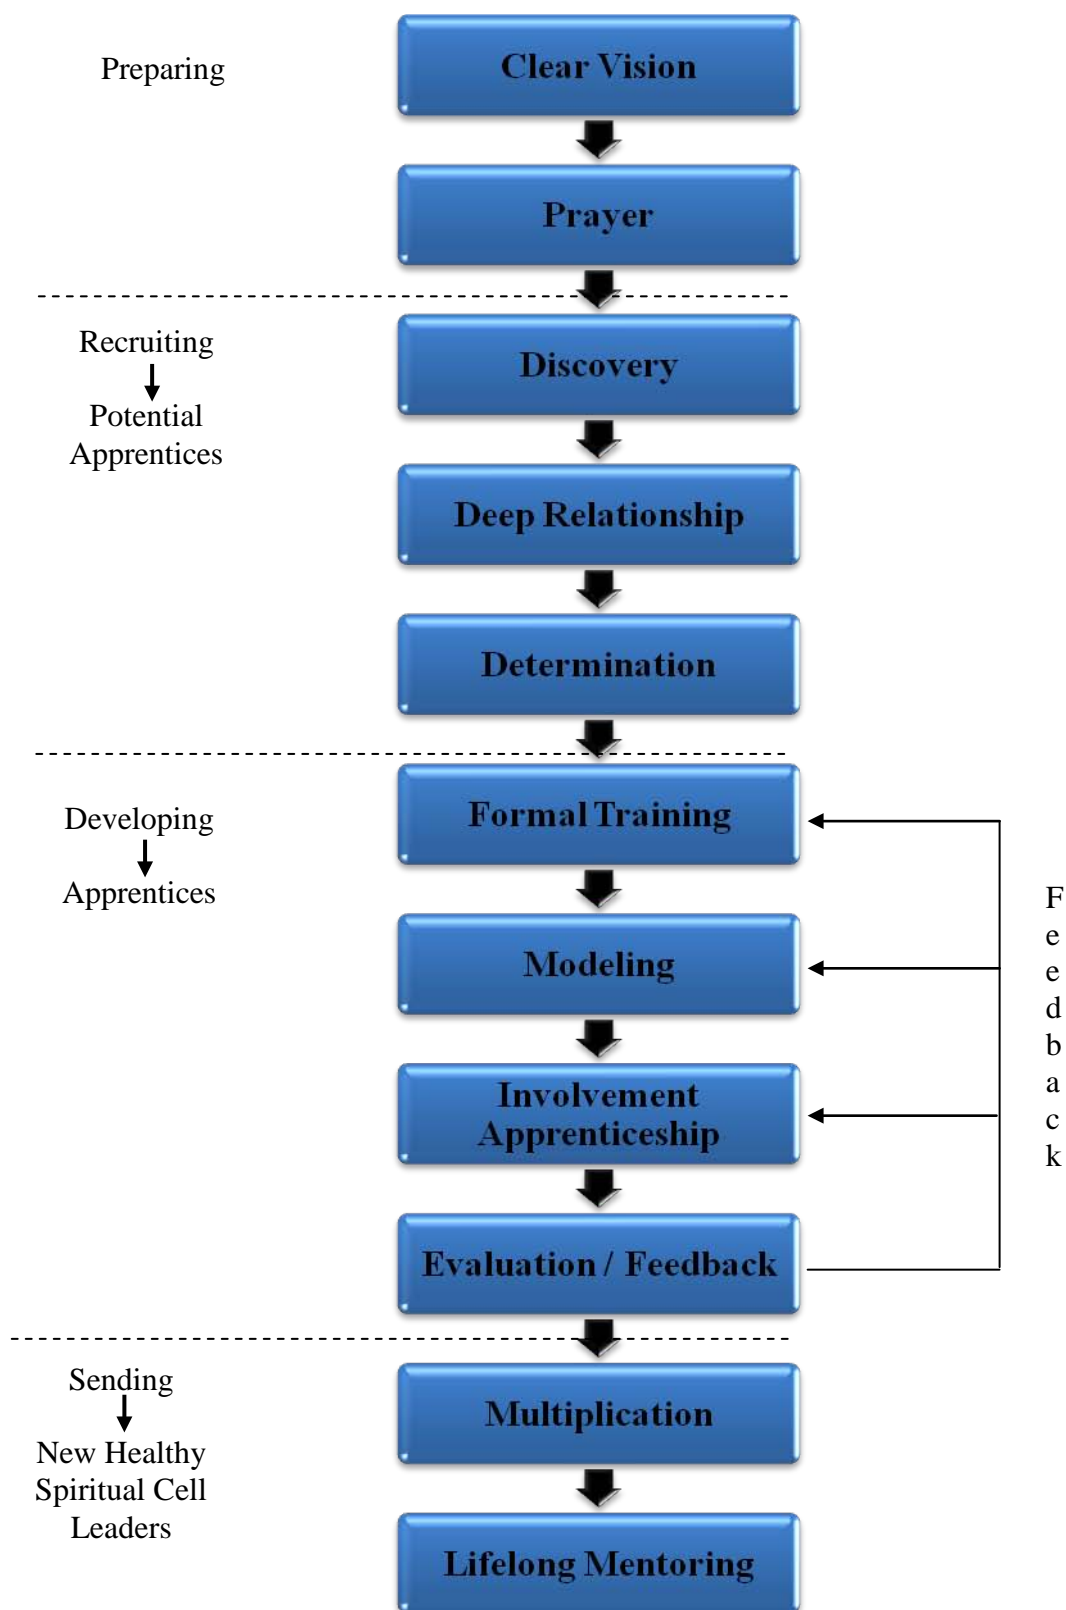 Preparing
Clear Vision
Prayer
Recruiting
Potential
Apprentices
Discovery
Deep Relationship
Determination
Developing
Apprentices
Formal Training
Modeling
Involvement
Apprenticeship
Evaluation / Feedback
Feedback
Sending
New Healthy
Spiritual Cell
Leaders
Multiplication
Lifelong Mentoring